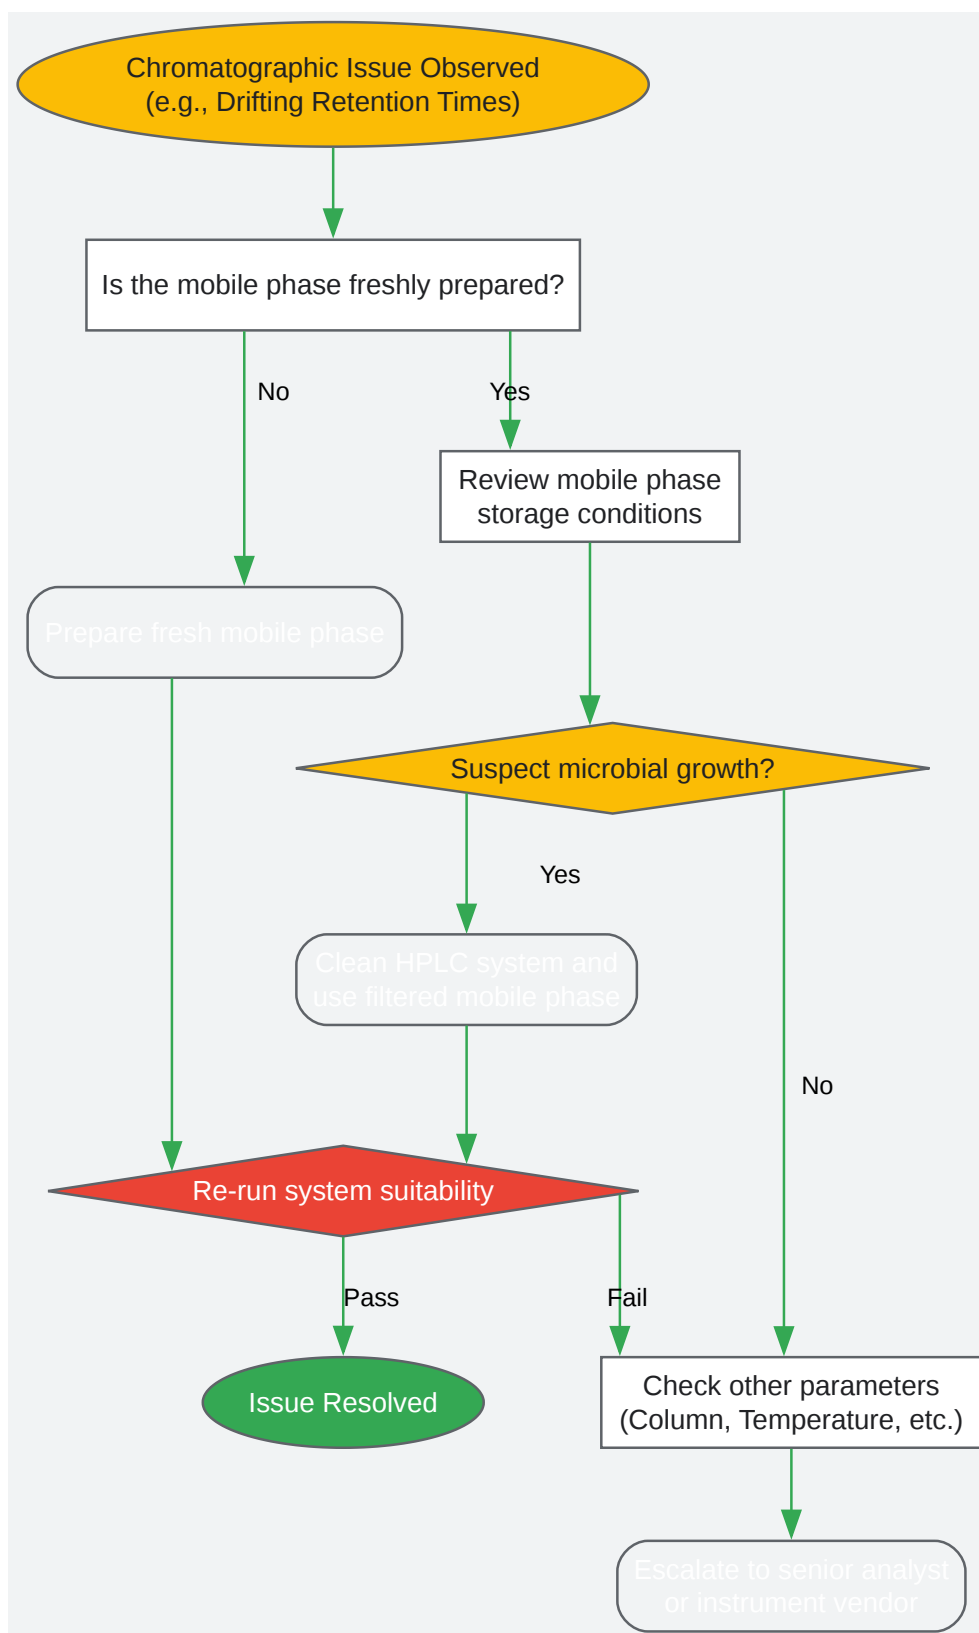 Chromatographic Issue Observed
(e.g., Drifting Retention Times)
Is the mobile phase freshly prepared?
No
Yes
Review mobile phase
storage conditions
Prepare fresh mobile phase
Suspect microbial growth?
Yes
Clean HPLC system and
use filtered mobile phase
No
Re-run system suitability
Pass
Fail
Issue Resolved
Check other parameters
(Column, Temperature, etc.)
Escalate to senior analyst
or instrument vendor